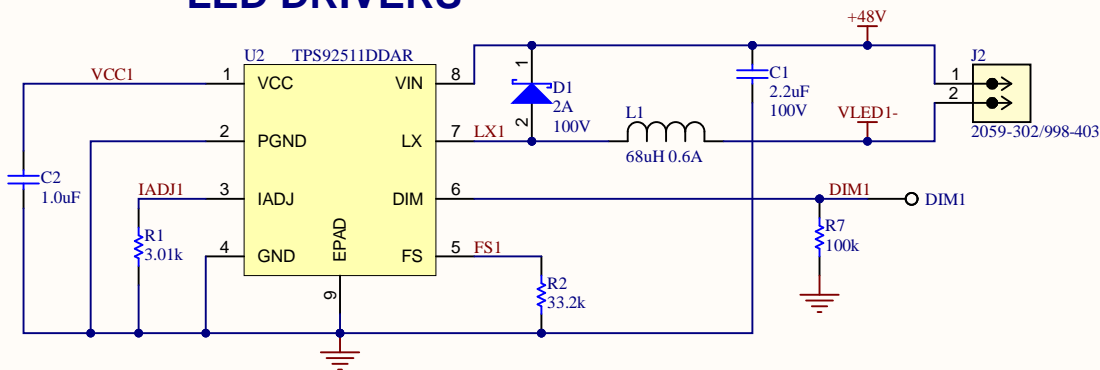 LED DRIVERS
+48V
U2 TPS92511DDAR
J2
VCC1
1 VCC
VIN 8
1
2
D1
2A
100V
C1
2.2uF
100V
1
2
2059-302/998-403
VLED1-
2 PGND
LX 7 LX1
L1
68uH 0.6A
C2
1.0uF
IADJ1
3 IADJ
DIM 6
DIM1
DIM1
R1
3.01k
R7
100k
4 GND
EPAD
9
FS 5 FS1
R2
33.2k